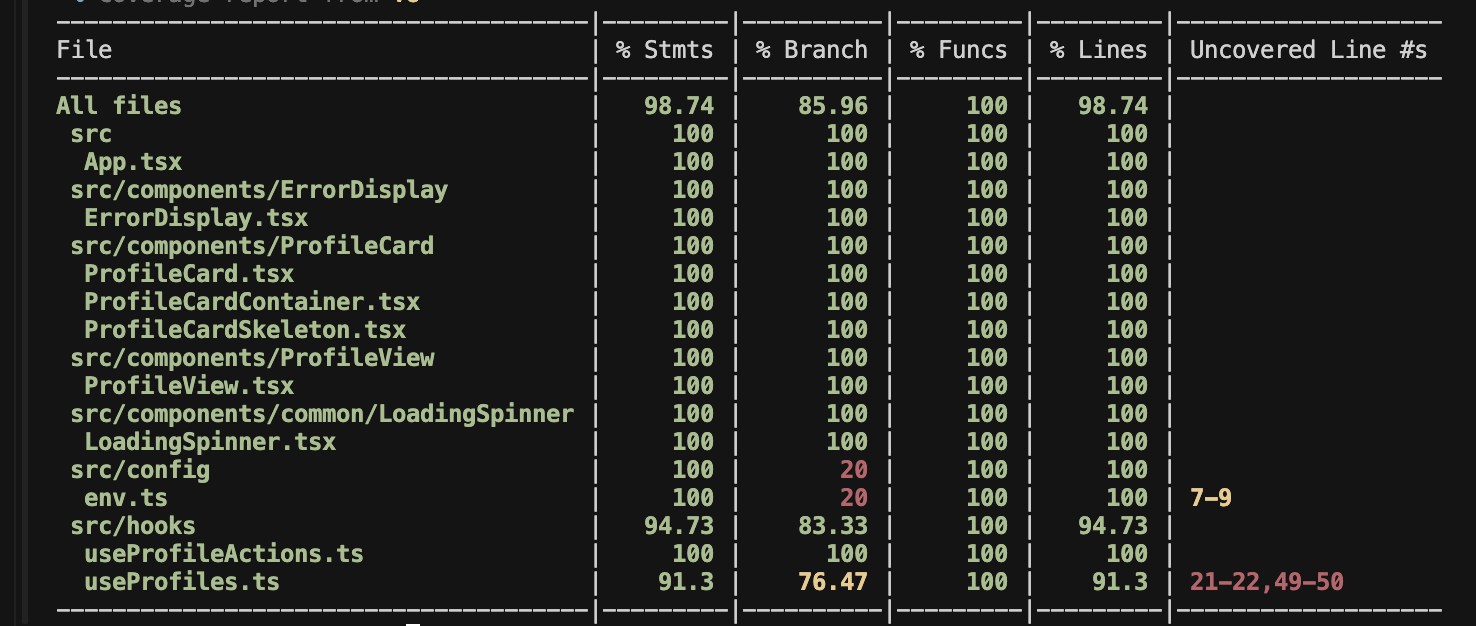 Coverage report from v8
File | % Stmts | % Branch | % Funcs | % Lines | Uncovered Line #s
All files | 98.74 | 85.96 | 100 | 98.74 |
src | 100 | 100 | 100 | 100 |
App.tsx | 100 | 100 | 100 | 100 |
src/components/ErrorDisplay | 100 | 100 | 100 | 100 |
ErrorDisplay.tsx | 100 | 100 | 100 | 100 |
src/components/ProfileCard | 100 | 100 | 100 | 100 |
ProfileCard.tsx | 100 | 100 | 100 | 100 |
ProfileCardContainer.tsx | 100 | 100 | 100 | 100 |
ProfileCardSkeleton.tsx | 100 | 100 | 100 | 100 |
src/components/ProfileView | 100 | 100 | 100 | 100 |
ProfileView.tsx | 100 | 100 | 100 | 100 |
src/components/common/LoadingSpinner | 100 | 100 | 100 | 100 |
LoadingSpinner.tsx | 100 | 100 | 100 | 100 |
src/config | 100 | 20 | 100 | 100 |
env.ts | 100 | 20 | 100 | 100 | 7-9
src/hooks | 94.73 | 83.33 | 100 | 94.73 |
useProfileActions.ts | 100 | 100 | 100 | 100 |
useProfiles.ts | 91.3 | 76.47 | 100 | 91.3 | 21-22,49-50